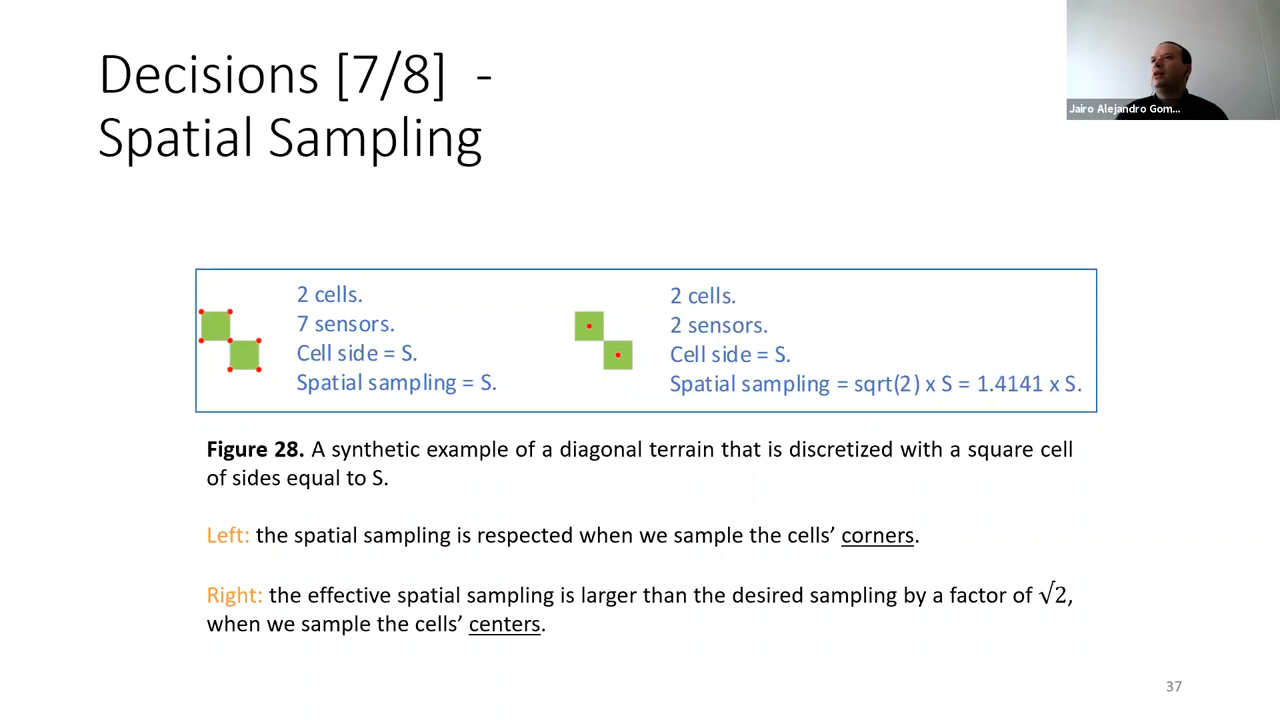 Decisions [7/8] -
Spatial Sampling
Jairo Alejandro Gom...
2 cells.
7 sensors.
Cell side = S.
Spatial sampling = S.
2 cells.
2 sensors.
Cell side = S.
Spatial sampling = sqrt(2) x S = 1.4141 x S.
Figure 28. A synthetic example of a diagonal terrain that is discretized with a square cell
of sides equal to S.
Left: the spatial sampling is respected when we sample the cells’ corners.
Right: the effective spatial sampling is larger than the desired sampling by a factor of √2,
when we sample the cells’ centers.
37